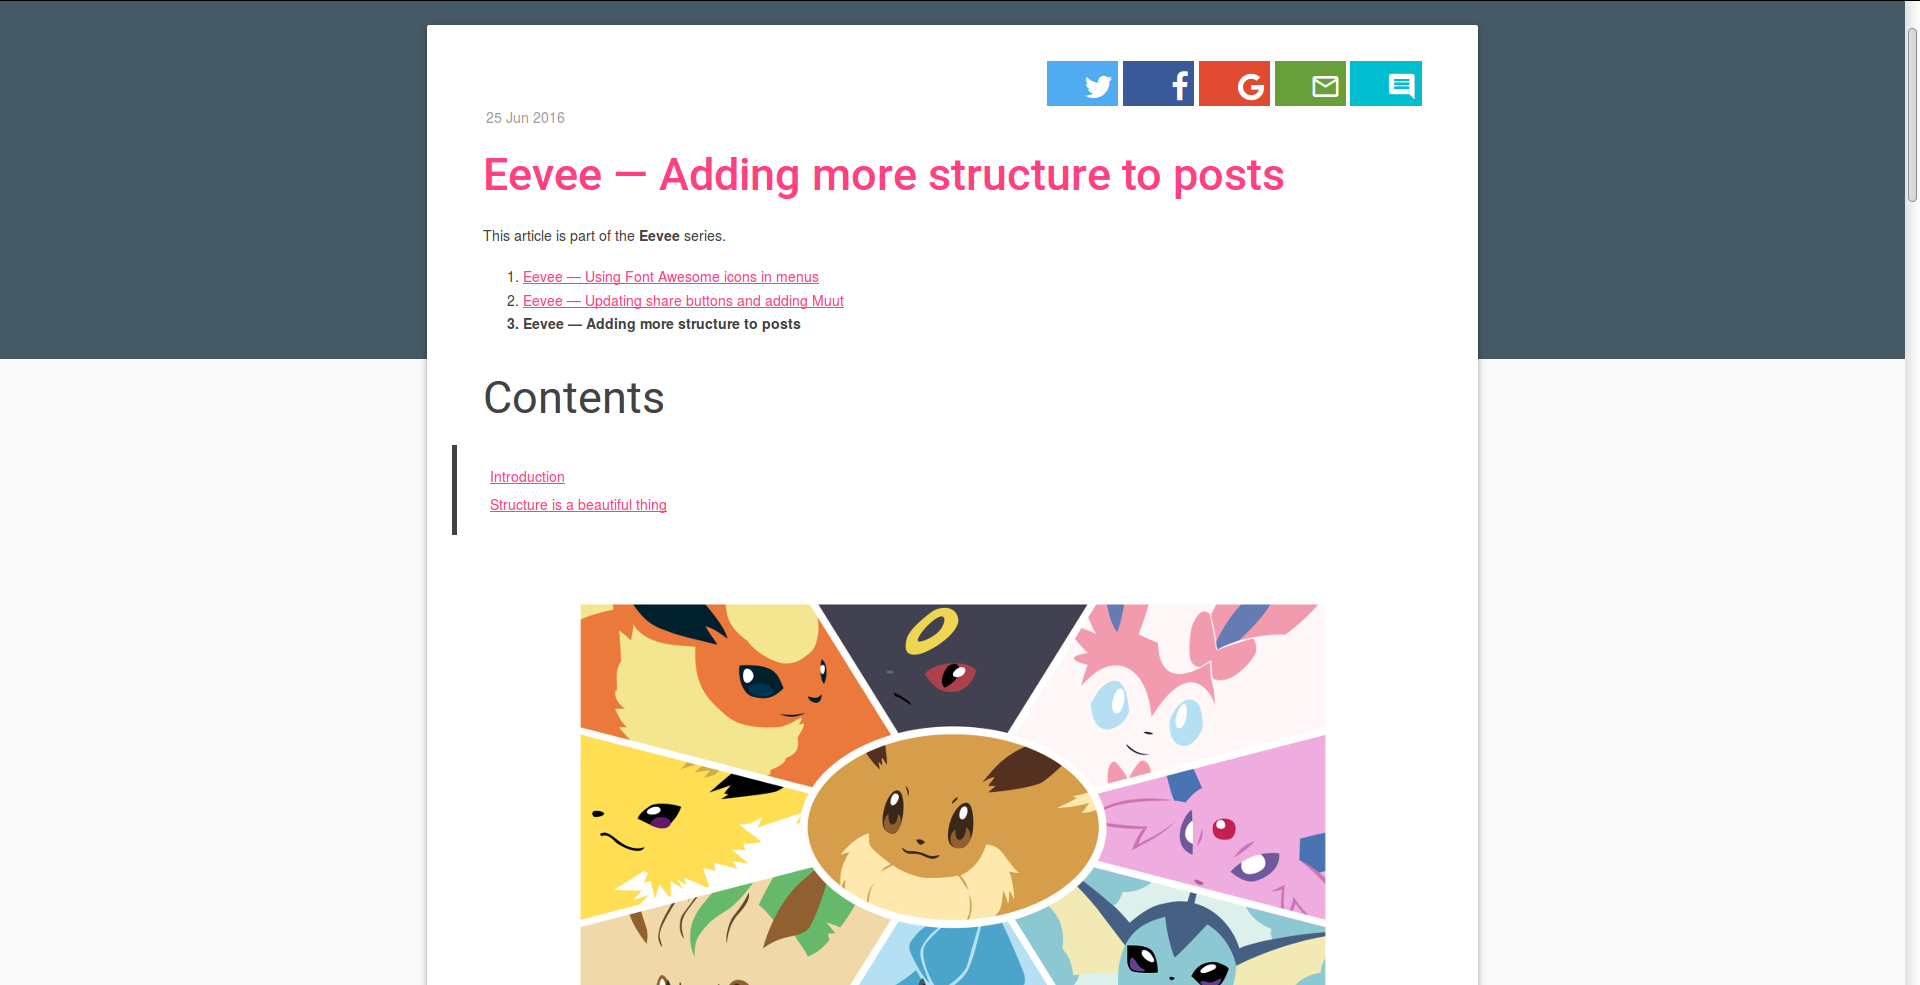 25 Jun 2016
Eevee — Adding more structure to posts
This article is part of the Eevee series.
1. Eevee — Using Font Awesome icons in menus
2. Eevee — Updating share buttons and adding Muut
3. Eevee — Adding more structure to posts
Contents
Introduction
Structure is a beautiful thing